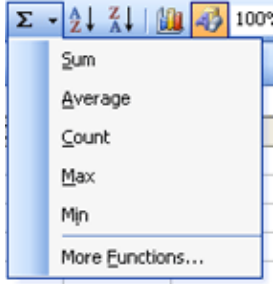 Σ 100%
Sum
Average
Count
Max
Min
More Functions...